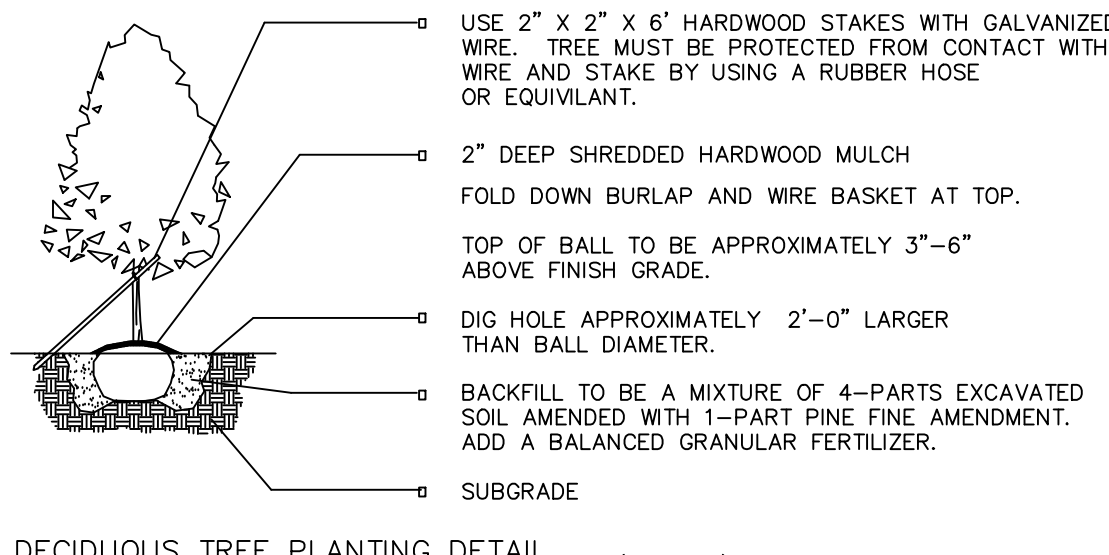 USE 2" X 2" X 6' HARDWOOD STAKES WITH GALVANIZED
WIRE. TREE MUST BE PROTECTED FROM CONTACT WITH
WIRE AND STAKE BY USING A RUBBER HOSE
OR EQUIVILANT.
2" DEEP SHREDDED HARDWOOD MULCH
FOLD DOWN BURLAP AND WIRE BASKET AT TOP.
TOP OF BALL TO BE APPROXIMATELY 3"-6"
ABOVE FINISH GRADE.
DIG HOLE APPROXIMATELY 2'-0" LARGER
THAN BALL DIAMETER.
BACKFILL TO BE A MIXTURE OF 4-PARTS EXCAVATED
SOIL AMENDED WITH 1-PART PINE FINE AMENDMENT.
ADD A BALANCED GRANULAR FERTILIZER.
SUBGRADE
DECIDUOUS TREE PLANTING DETAIL